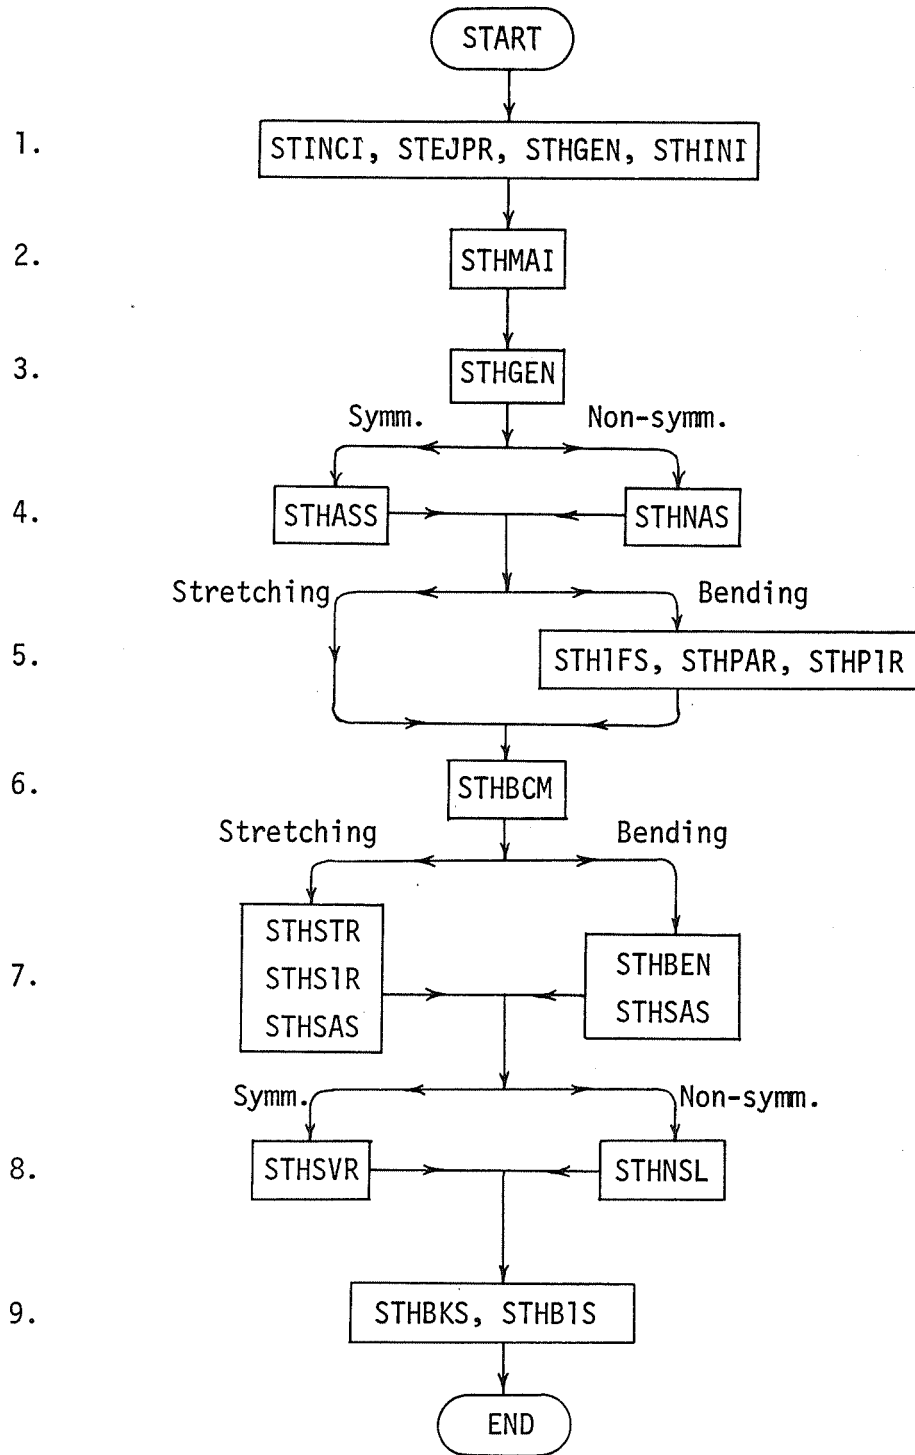 START
1.
STINCI, STEJPR, STHGEN, STHINI
2.
STHMAI
3.
STHGEN
Symm.
Non-symm.
4.
STHASS
STHNAS
Stretching
Bending
5.
STH1FS, STHPAR, STHP1R
6.
STHBCM
Stretching
Bending
7.
STHSTR
STHS1R
STHSAS
STHBEN
STHSAS
Symm.
Non-symm.
8.
STHSVR
STHNSL
9.
STHBKS, STHB1S
END